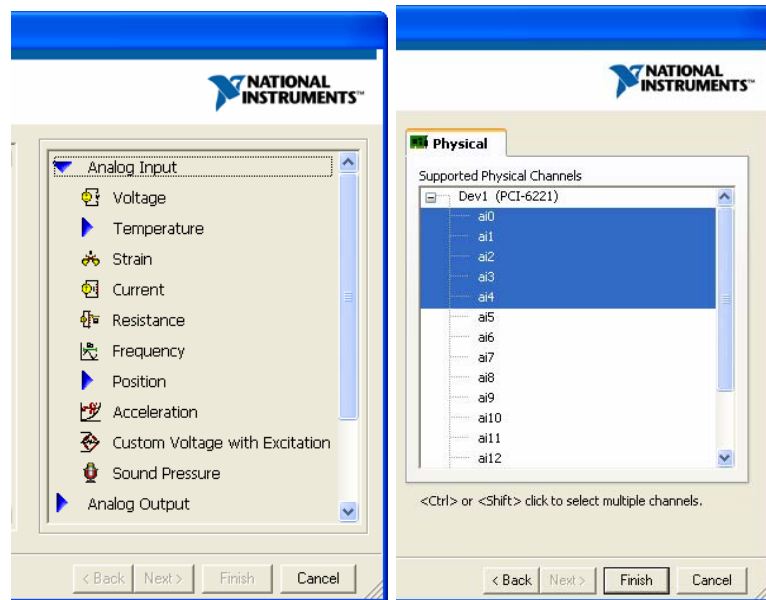 NATIONAL
INSTRUMENTS™
Analog Input
Voltage
Temperature
Strain
Current
Resistance
Frequency
Position
Acceleration
Custom Voltage with Excitation
Sound Pressure
Analog Output
< Back Next > Finish Cancel
NATIONAL
INSTRUMENTS™
Physical
Supported Physical Channels
Dev1 (PCI-6221)
ai0
ai1
ai2
ai3
ai4
ai5
ai6
ai7
ai8
ai9
ai10
ai11
ai12
<Ctrl> or <Shift> click to select multiple channels.
< Back Next > Finish Cancel